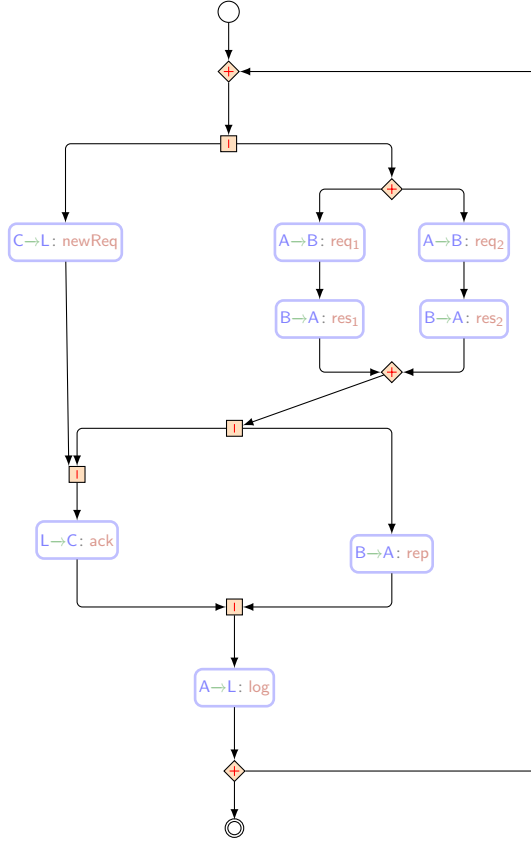 +
|
+
C→L: newReq
A→B: req₁
A→B: req₂
B→A: res₁
B→A: res₂
+
|
|
L→C: ack
B→A: rep
|
A→L: log
+